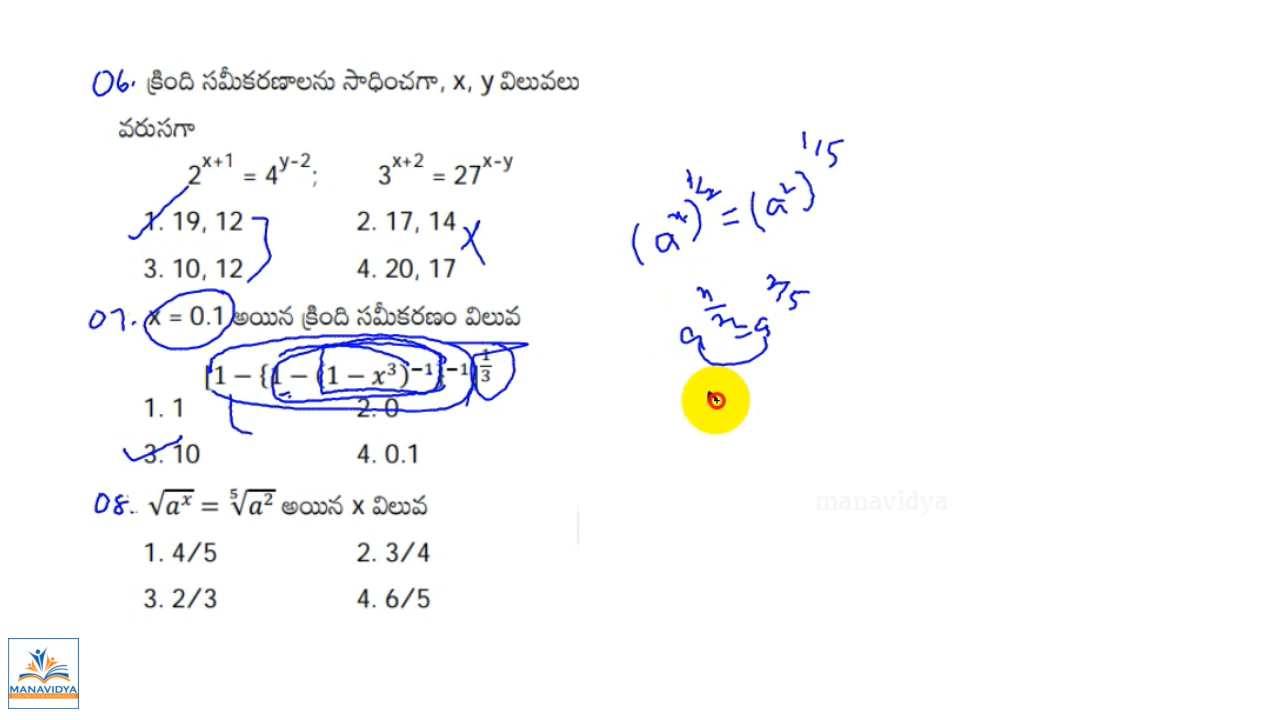 06. క్రింది సమీకరణాలను సాధించగా, x, y విలువలు
వరుసగా
2^{x+1} = 4^{y-2}; 3^{x+2} = 27^{x-y}
1. 19, 12 2. 17, 14
3. 10, 12 4. 20, 17
07. x = 0.1 అయిన క్రింది సమీకరణం విలువ
[1 − {1 − (1 − x³)⁻¹}⁻¹]^{1/3}
1. 1 2. 0
3. 10 4. 0.1
08. √a^x = ⁵√a² అయిన x విలువ
1. 4/5 2. 3/4
3. 2/3 4. 6/5
(a^x)^{1/2} = (a²)^{1/5}
a^{x/2} = a^{2/5}
manavidya
MANAVIDYA